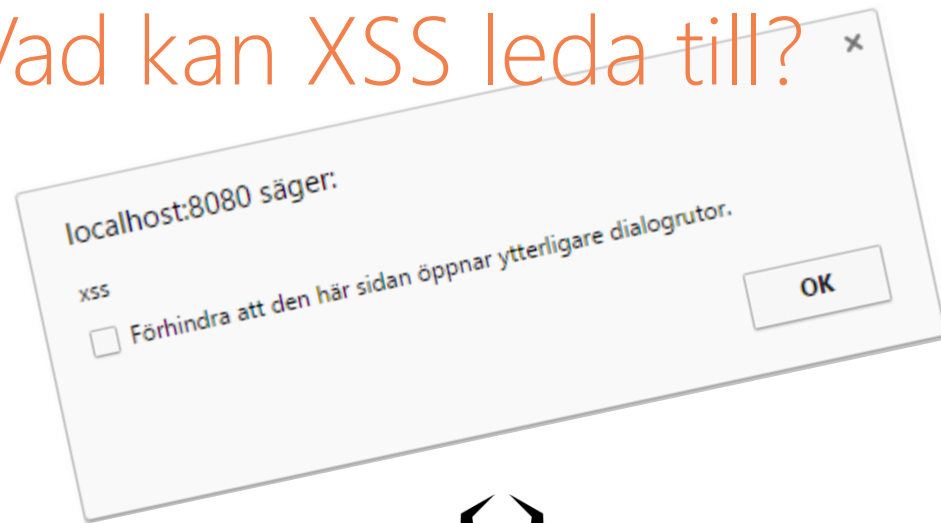 Vad kan XSS leda till?
localhost:8080 säger:
xss
Förhindra att den här sidan öppnar ytterligare dialogrutor.
OK